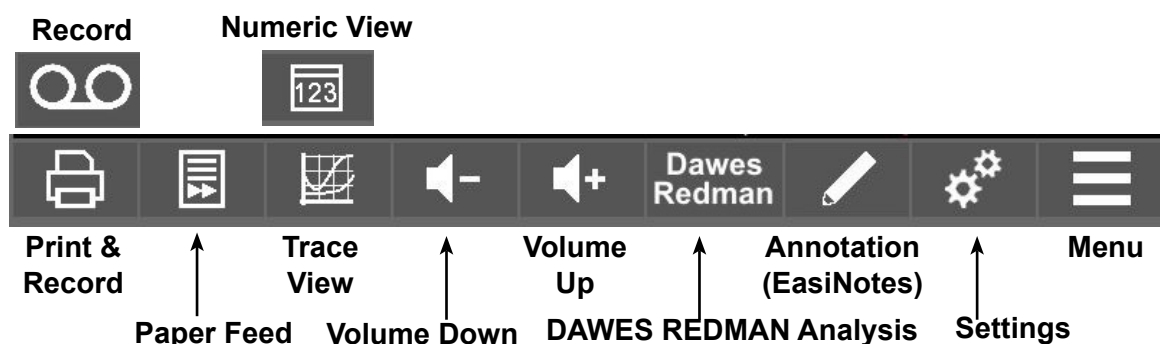 Record
Numeric View
123
Dawes
Redman
Print &
Record
Trace
View
Volume
Up
Annotation
(EasiNotes)
Menu
Paper Feed
Volume Down
DAWES REDMAN Analysis
Settings